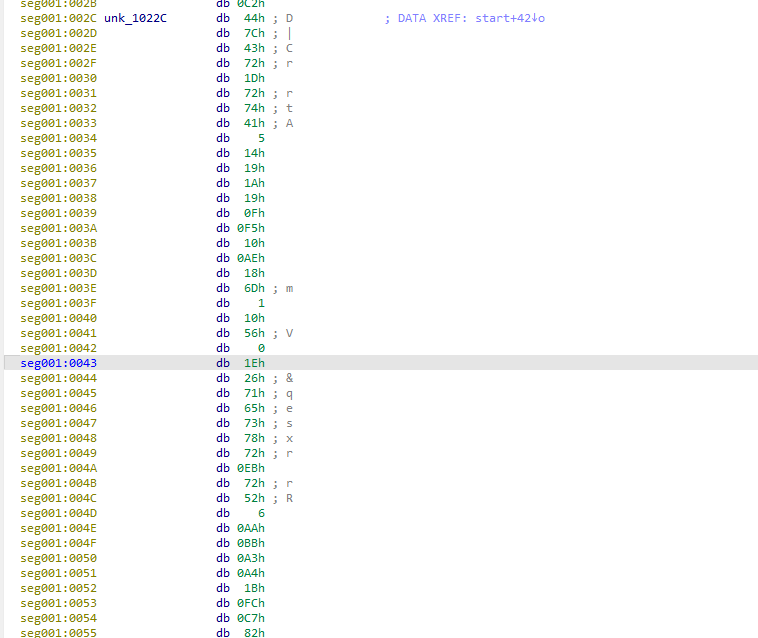 seg001:002B db 0C2h
seg001:002C unk_1022C db 44h ; D ; DATA XREF: start+42↓o
seg001:002D db 7Ch ; |
seg001:002E db 43h ; C
seg001:002F db 72h ; r
seg001:0030 db 1Dh
seg001:0031 db 72h ; r
seg001:0032 db 74h ; t
seg001:0033 db 41h ; A
seg001:0034 db 5
seg001:0035 db 14h
seg001:0036 db 19h
seg001:0037 db 1Ah
seg001:0038 db 19h
seg001:0039 db 0Fh
seg001:003A db 0F5h
seg001:003B db 10h
seg001:003C db 0AEh
seg001:003D db 18h
seg001:003E db 6Dh ; m
seg001:003F db 1
seg001:0040 db 10h
seg001:0041 db 56h ; V
seg001:0042 db 0
seg001:0043 db 1Eh
seg001:0044 db 26h ; &
seg001:0045 db 71h ; q
seg001:0046 db 65h ; e
seg001:0047 db 73h ; s
seg001:0048 db 78h ; x
seg001:0049 db 72h ; r
seg001:004A db 0EBh
seg001:004B db 72h ; r
seg001:004C db 52h ; R
seg001:004D db 6
seg001:004E db 0AAh
seg001:004F db 0BBh
seg001:0050 db 0A3h
seg001:0051 db 0A4h
seg001:0052 db 1Bh
seg001:0053 db 0FCh
seg001:0054 db 0C7h
seg001:0055 db 82h